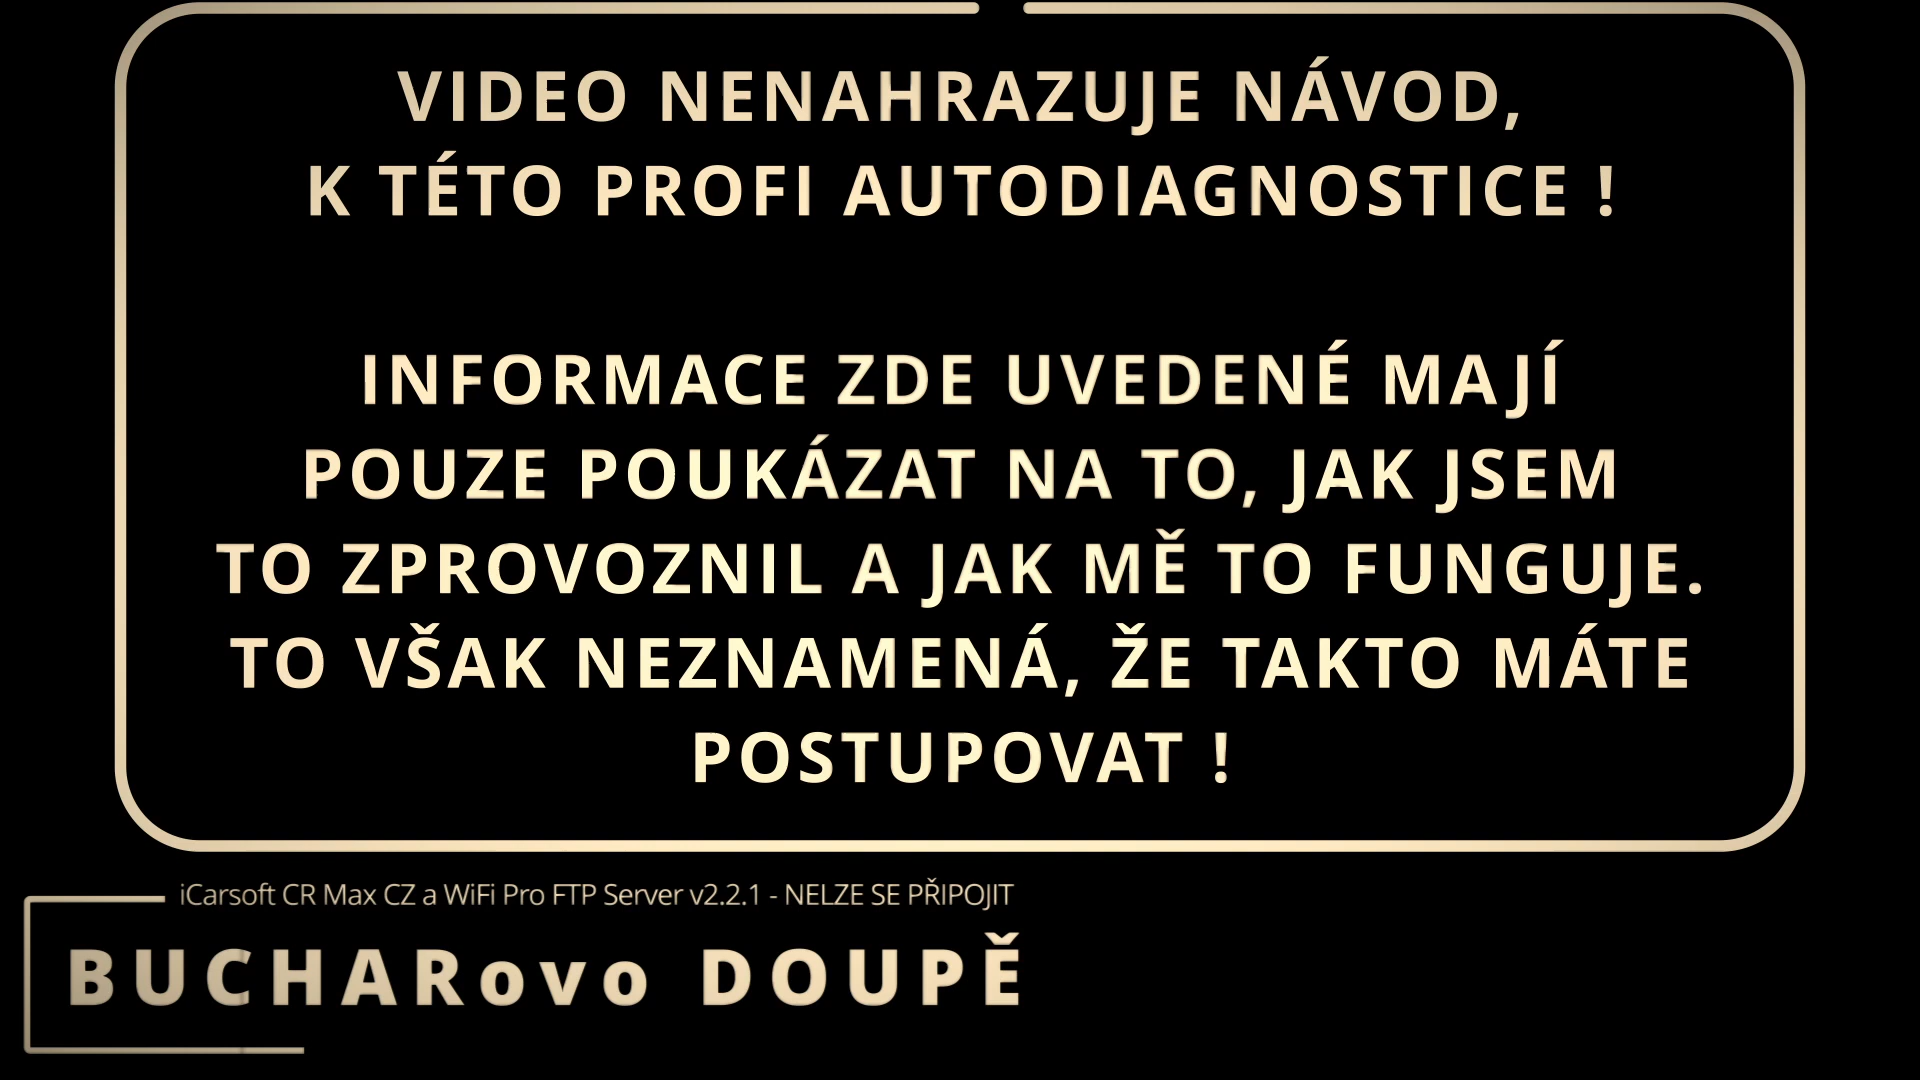 VIDEO NENAHRAZUJE NÁVOD,
K TÉTO PROFI AUTODIAGNOSTICE !
INFORMACE ZDE UVEDENÉ MAJÍ
POUZE POUKÁZAT NA TO, JAK JSEM
TO ZPROVOZNIL A JAK MĚ TO FUNGUJE.
TO VŠAK NEZNAMENÁ, ŽE TAKTO MÁTE
POSTUPOVAT !
iCarsoft CR Max CZ a WiFi Pro FTP Server v2.2.1 - NELZE SE PŘIPOJIT
BUCHARovo DOUPĚ